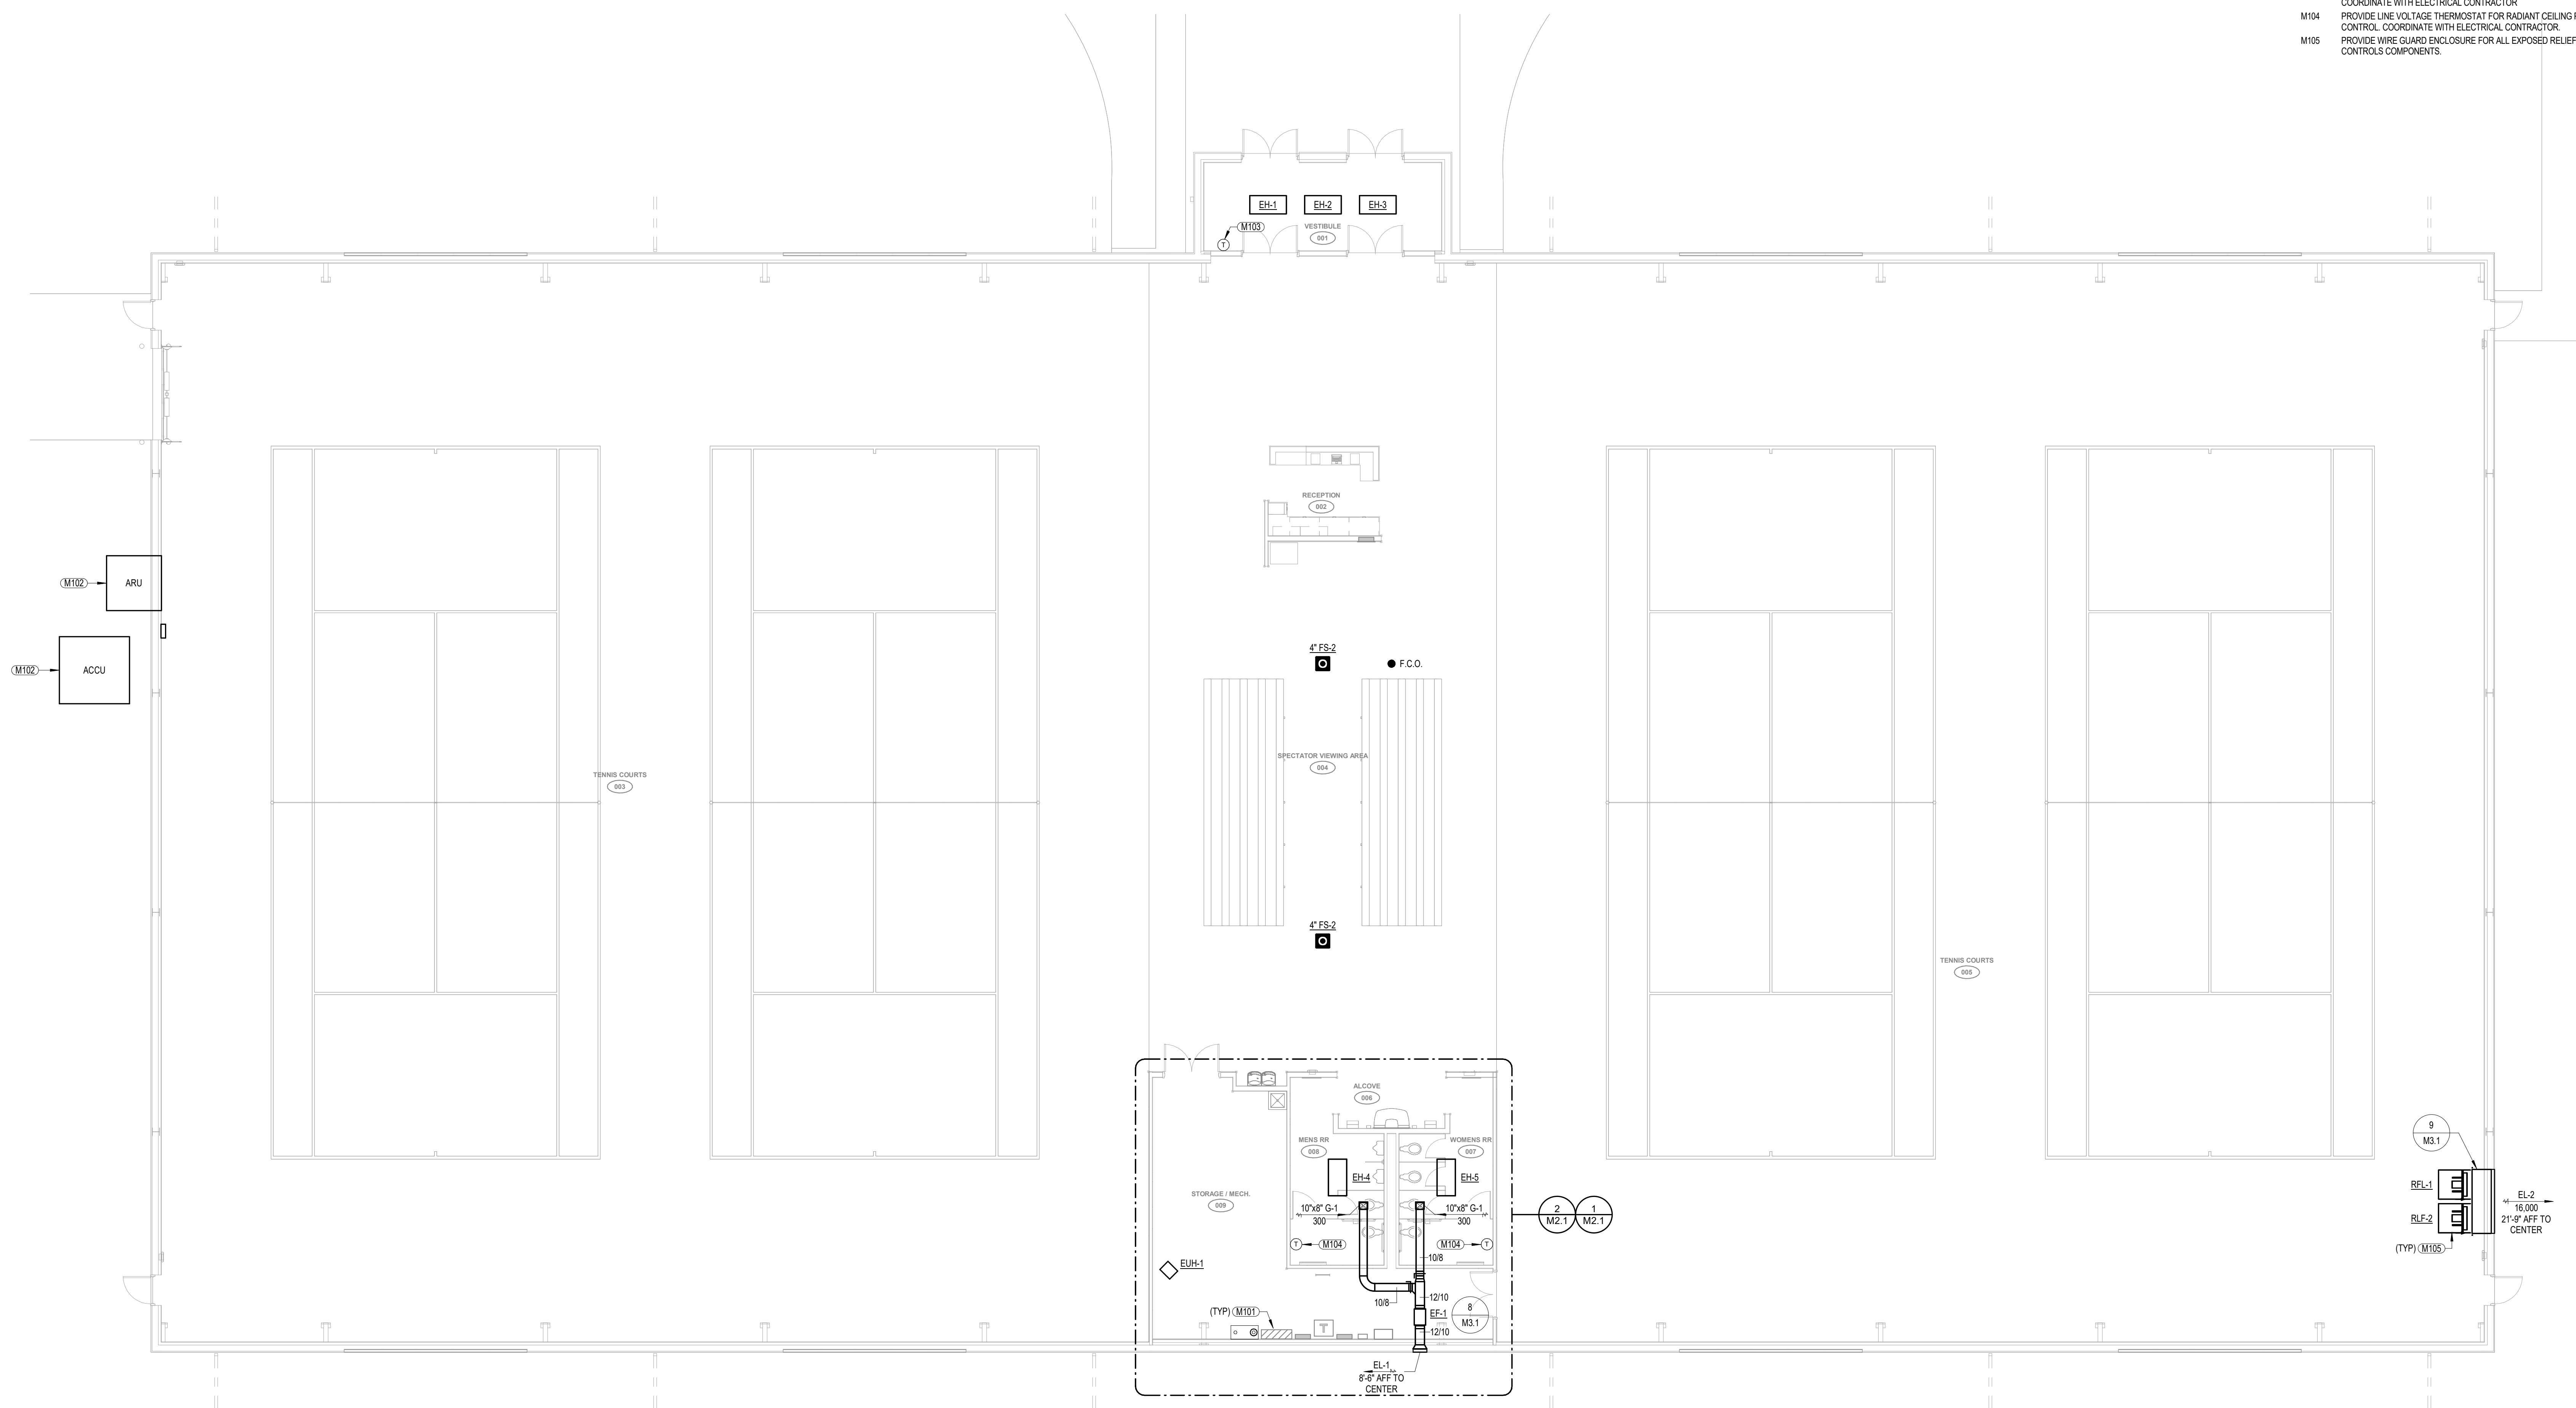 COORDINATE WITH ELECTRICAL CONTRACTOR
M104 PROVIDE LINE VOLTAGE THERMOSTAT FOR RADIANT CEILING
CONTROL. COORDINATE WITH ELECTRICAL CONTRACTOR.
M105 PROVIDE WIRE GUARD ENCLOSURE FOR ALL EXPOSED RELIEF
CONTROLS COMPONENTS.
EH-1
EH-2
EH-3
M103
T
VESTIBULE
001
RECEPTION
002
M102
ARU
M102
ACCU
4" FS-2
F.C.O.
SPECTATOR VIEWING AREA
004
TENNIS COURTS
003
4" FS-2
TENNIS COURTS
005
ALCOVE
006
MENS RR
008
WOMENS RR
007
EH-4
EH-5
STORAGE / MECH.
009
10"x8" G-1
300
10"x8" G-1
300
T
M104
M104
T
10/8
EUH-1
10/8
12/10
EF-1
8
M3.1
(TYP) M101
T
12/10
EL-1
8'-6" AFF TO
CENTER
2
M2.1
1
M2.1
9
M3.1
RFL-1
RLF-2
(TYP) M105
EL-2
16,000
21'-9" AFF TO
CENTER